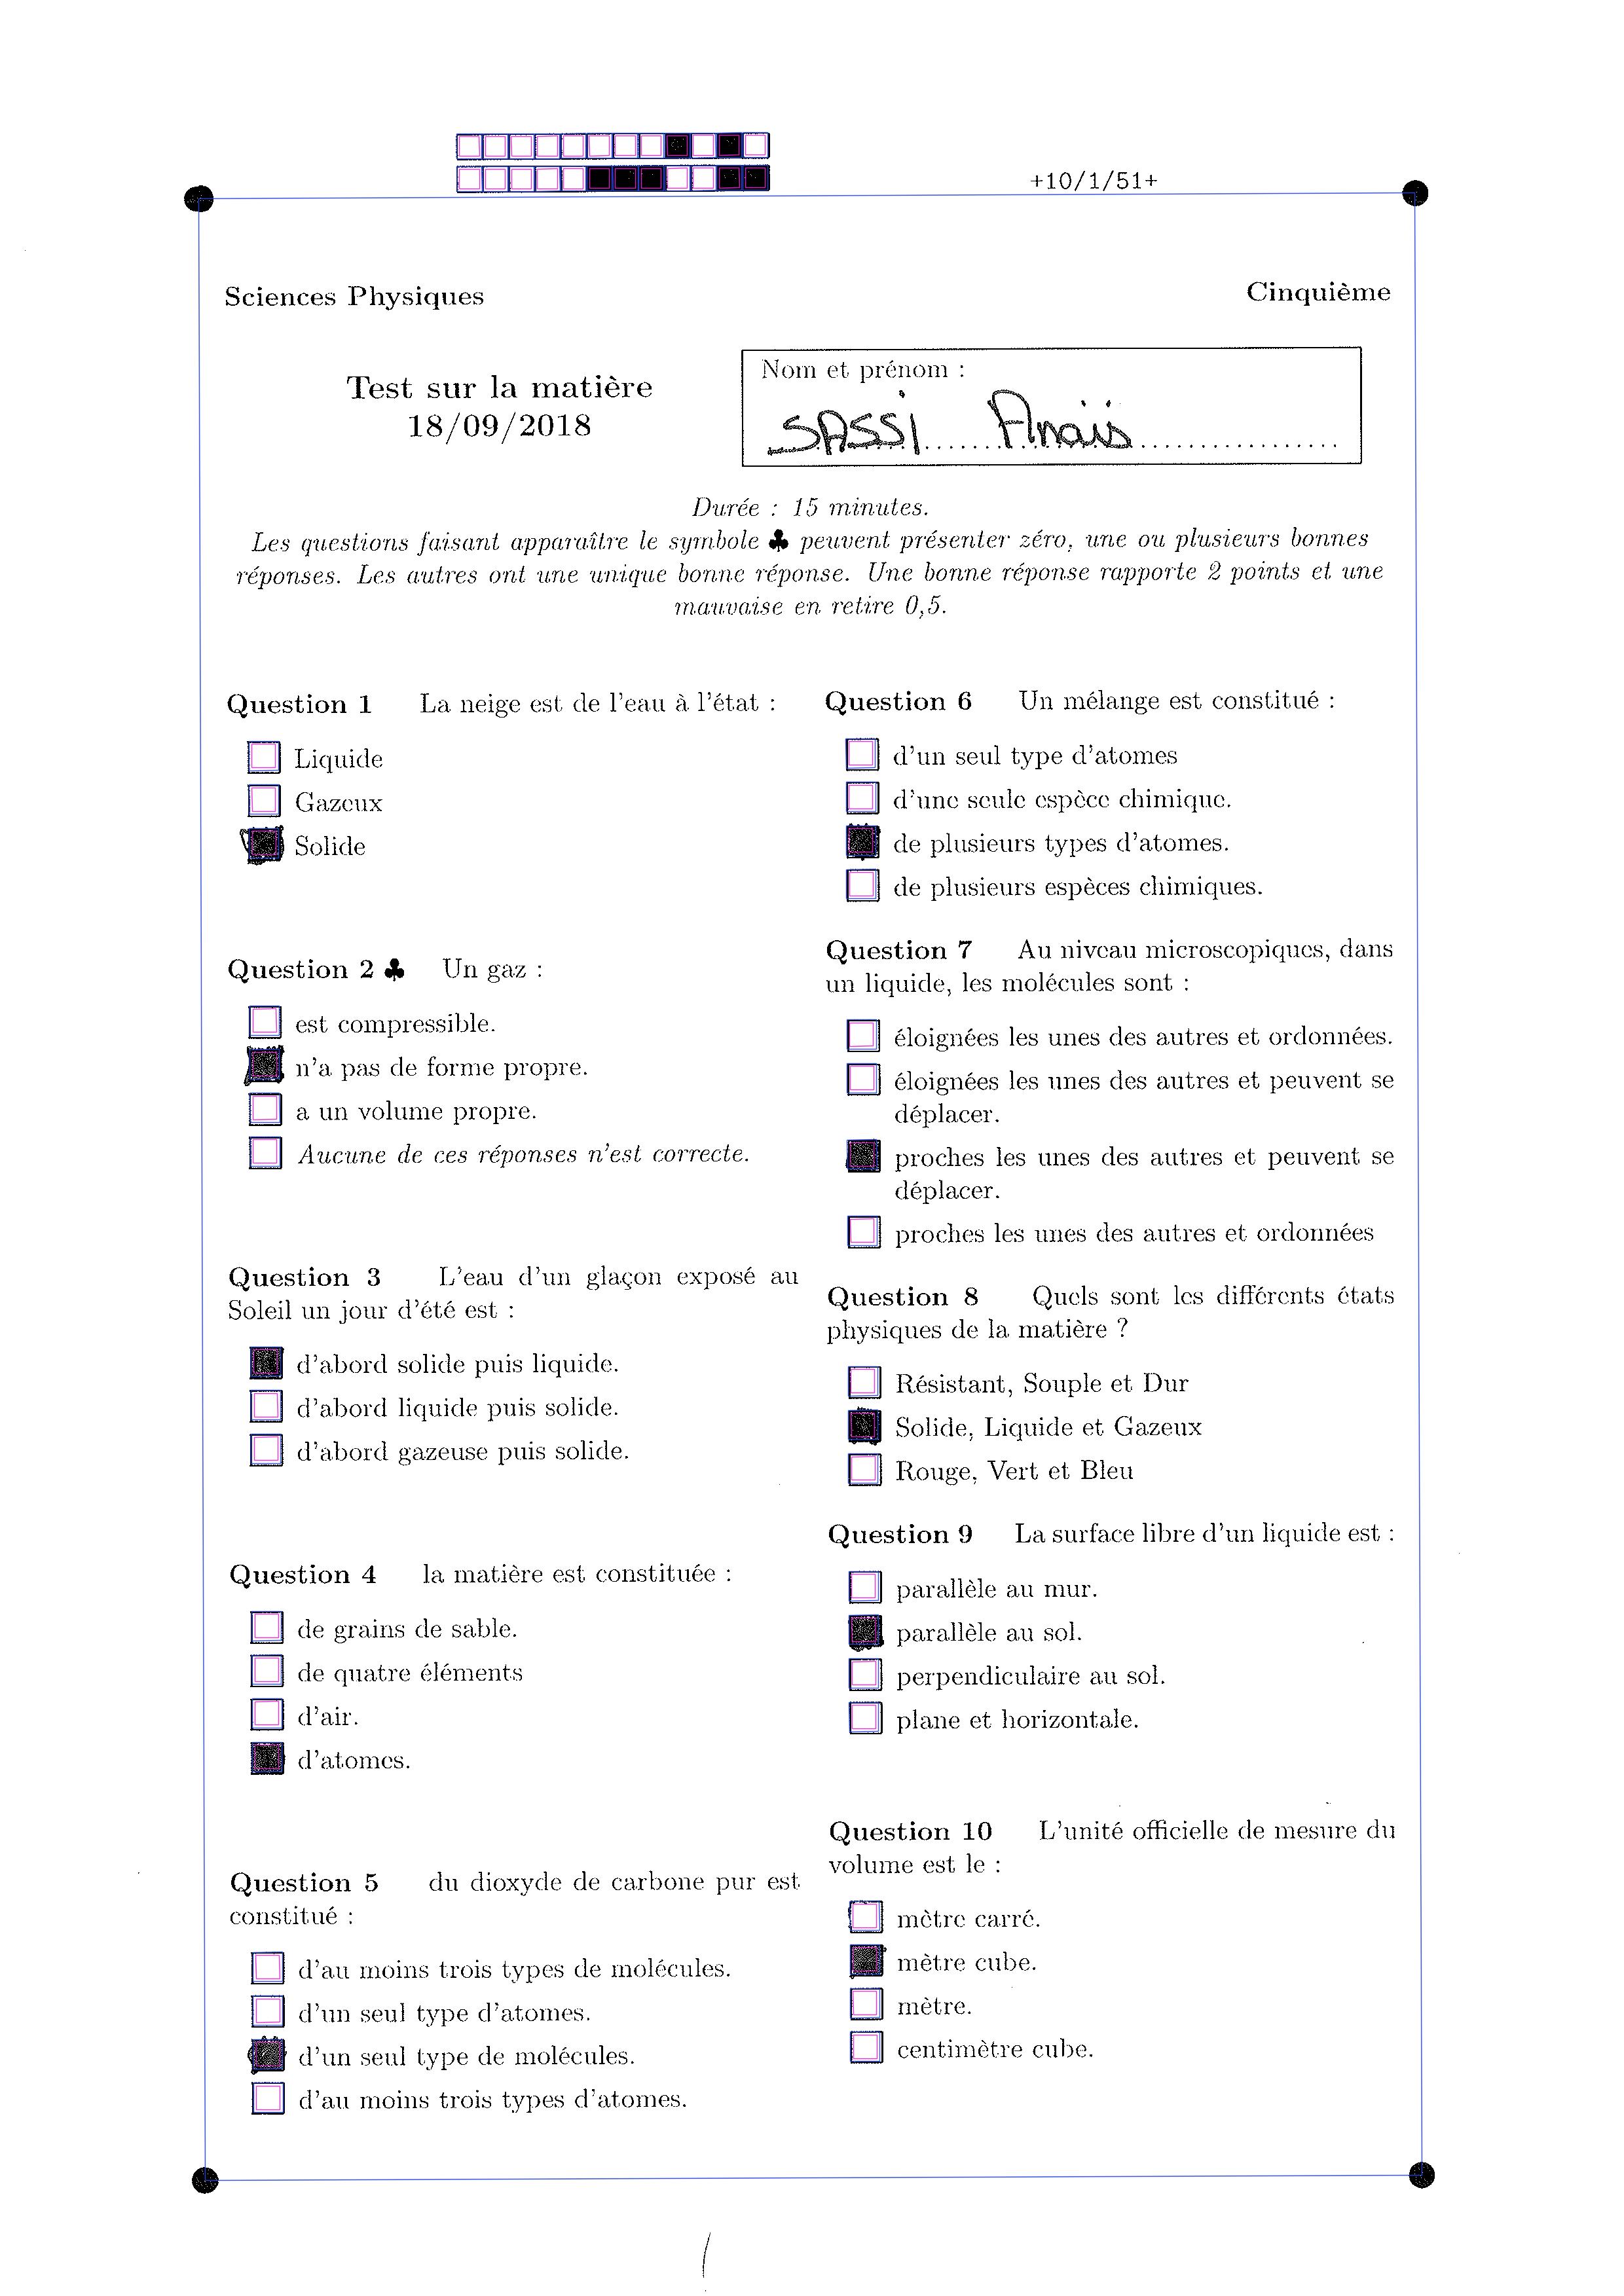 +10/1/51+
Sciences Physiques
Cinquième
Test sur la matière
18/09/2018
Nom et prénom :
SASSI Anaïs
Durée : 15 minutes.
Les questions faisant apparaître le symbole ♣ peuvent présenter zéro, une ou plusieurs bonnes
réponses. Les autres ont une unique bonne réponse. Une bonne réponse rapporte 2 points et une
mauvaise en retire 0,5.
Question 1 La neige est de l'eau à l'état :
Liquide
Gazeux
Solide
Question 2 ♣ Un gaz :
est compressible.
n'a pas de forme propre.
a un volume propre.
Aucune de ces réponses n'est correcte.
Question 3 L'eau d'un glaçon exposé au
Soleil un jour d'été est :
d'abord solide puis liquide.
d'abord liquide puis solide.
d'abord gazeuse puis solide.
Question 4 la matière est constituée :
de grains de sable.
de quatre éléments
d'air.
d'atomes.
Question 5 du dioxyde de carbone pur est
constitué :
d'au moins trois types de molécules.
d'un seul type d'atomes.
d'un seul type de molécules.
d'au moins trois types d'atomes.
Question 6 Un mélange est constitué :
d'un seul type d'atomes
d'une seule espèce chimique.
de plusieurs types d'atomes.
de plusieurs espèces chimiques.
Question 7 Au niveau microscopiques, dans
un liquide, les molécules sont :
éloignées les unes des autres et ordonnées.
éloignées les unes des autres et peuvent se
déplacer.
proches les unes des autres et peuvent se
déplacer.
proches les unes des autres et ordonnées
Question 8 Quels sont les différents états
physiques de la matière ?
Résistant, Souple et Dur
Solide, Liquide et Gazeux
Rouge, Vert et Bleu
Question 9 La surface libre d'un liquide est :
parallèle au mur.
parallèle au sol.
perpendiculaire au sol.
plane et horizontale.
Question 10 L'unité officielle de mesure du
volume est le :
mètre carré.
mètre cube.
mètre.
centimètre cube.